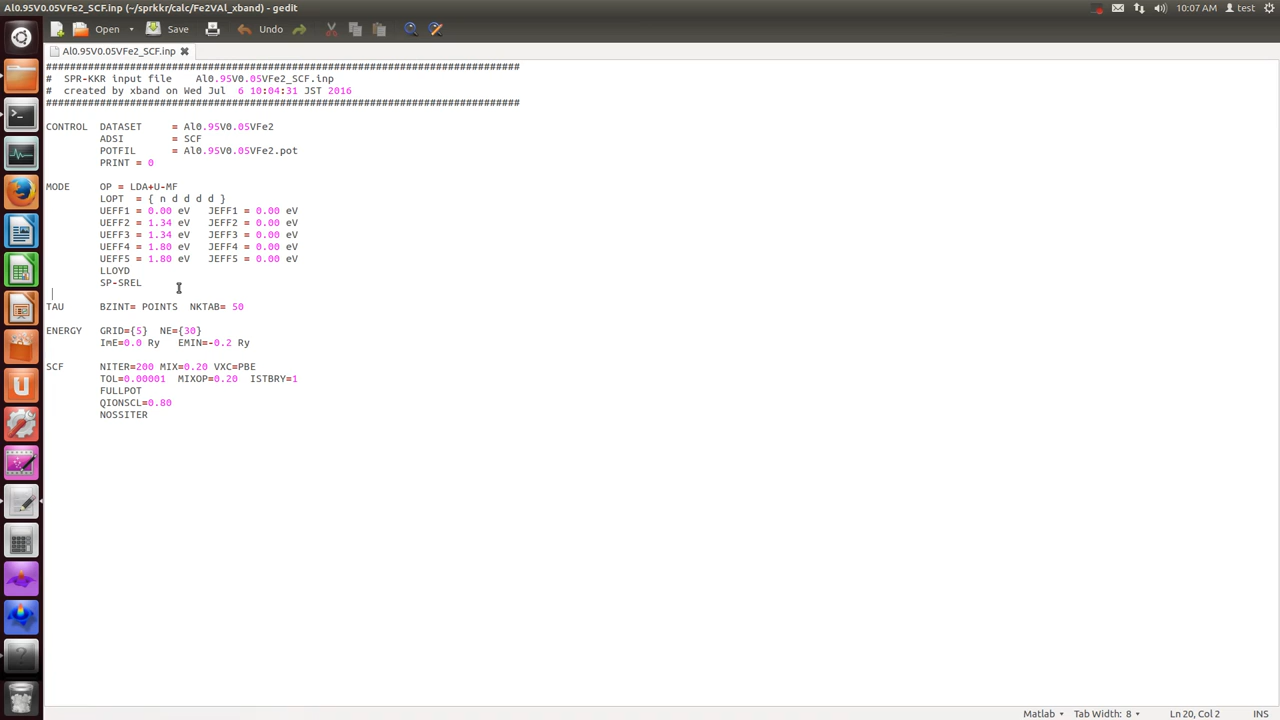 Al0.95V0.05VFe2_SCF.inp (~/sprkkr/calc/Fe2VAl_xband) - gedit
10:07 AM test
Open Save Undo
Al0.95V0.05VFe2_SCF.inp
###############################################################################
# SPR-KKR input file Al0.95V0.05VFe2_SCF.inp
# created by xband on Wed Jul 6 10:04:31 JST 2016
###############################################################################
CONTROL DATASET = Al0.95V0.05VFe2
ADSI = SCF
POTFIL = Al0.95V0.05VFe2.pot
PRINT = 0
MODE OP = LDA+U-MF
LOPT = { n d d d d }
UEFF1 = 0.00 eV JEFF1 = 0.00 eV
UEFF2 = 1.34 eV JEFF2 = 0.00 eV
UEFF3 = 1.34 eV JEFF3 = 0.00 eV
UEFF4 = 1.80 eV JEFF4 = 0.00 eV
UEFF5 = 1.80 eV JEFF5 = 0.00 eV
LLOYD
SP-SREL
TAU BZINT= POINTS NKTAB= 50
ENERGY GRID={5} NE={30}
ImE=0.0 Ry EMIN=-0.2 Ry
SCF NITER=200 MIX=0.20 VXC=PBE
TOL=0.00001 MIXOP=0.20 ISTBRY=1
FULLPOT
QIONSCL=0.80
NOSSITER
Matlab Tab Width: 8 Ln 20, Col 2 INS